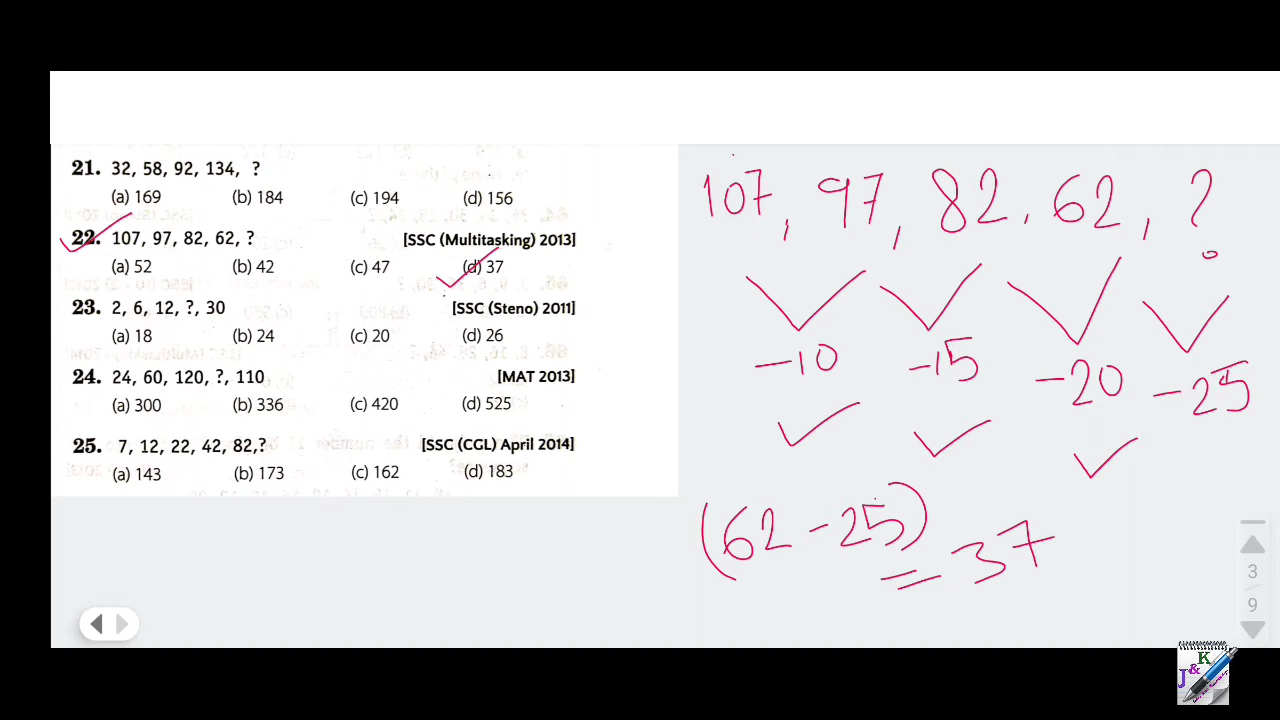 21. 32, 58, 92, 134, ?
(a) 169 (b) 184 (c) 194 (d) 156
22. 107, 97, 82, 62, ? [SSC (Multitasking) 2013]
(a) 52 (b) 42 (c) 47 (d) 37
23. 2, 6, 12, ?, 30 [SSC (Steno) 2011]
(a) 18 (b) 24 (c) 20 (d) 26
24. 24, 60, 120, ?, 110 [MAT 2013]
(a) 300 (b) 336 (c) 420 (d) 525
25. 7, 12, 22, 42, 82,? [SSC (CGL) April 2014]
(a) 143 (b) 173 (c) 162 (d) 183
107, 97, 82, 62, ?
-10 -15 -20 -25
(62-25) = 37
3
9
J&K